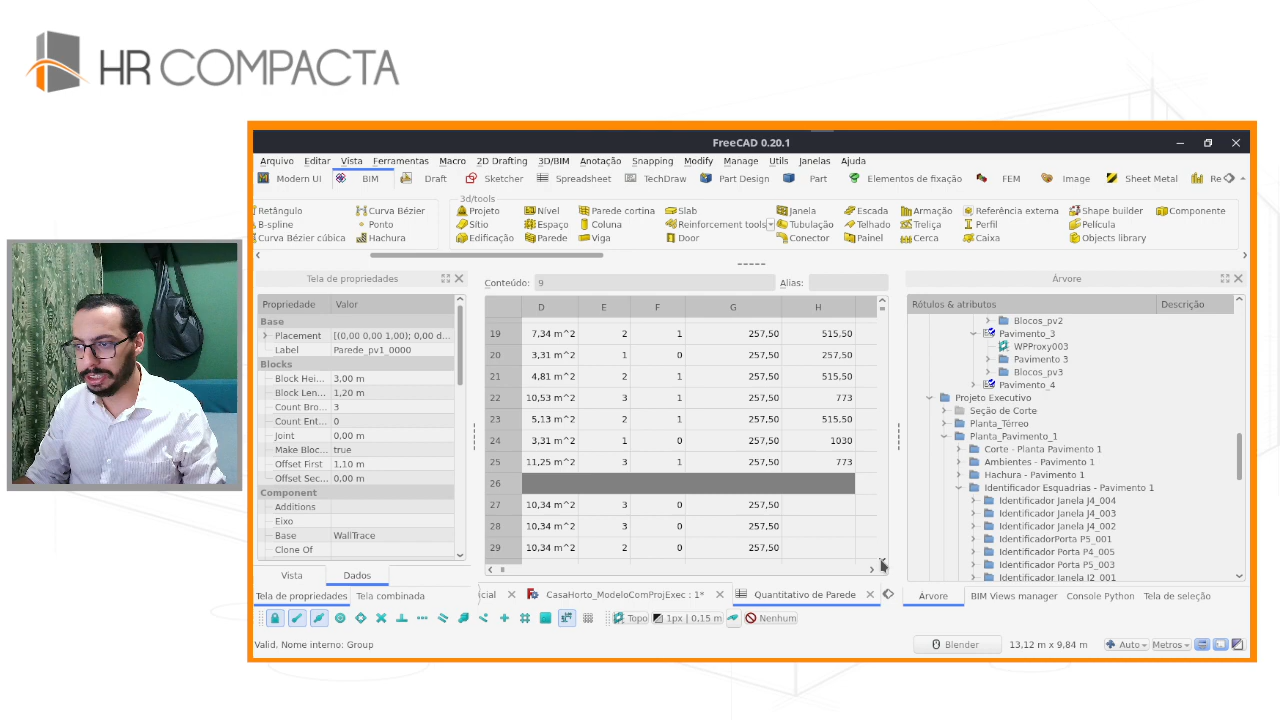 HR COMPACTA
FreeCAD 0.20.1
Arquivo Editar Vista Ferramentas Macro 2D Drafting 3D/BIM Anotação Snapping Modify Manage Utils Janelas Ajuda
Modern UI BIM Draft Sketcher Spreadsheet TechDraw Part Design Part Elementos de fixação FEM Image Sheet Metal Re
3d/tools
Retângulo Curva Bézier Projeto Nível Parede cortina Slab Janela Escada Armação Referência externa Shape builder Componente
B-spline Ponto Sítio Espaço Coluna Reinforcement tools Tubulação Telhado Treliça Perfil Película
Curva Bézier cúbica Hachura Edificação Parede Viga Door Conector Painel Cerca Caixa Objects library
Tela de propriedades
Propriedade Valor
Base
Placement [(0,00 0,00 1,00); 0,00 d...
Label Parede_pv1_0000
Blocks
Block Hei... 3,00 m
Block Len... 1,20 m
Count Bro... 3
Count Ent... 0
Joint 0,00 m
Make Bloc... true
Offset First 1,10 m
Offset Sec... 0,00 m
Component
Additions
Eixo
Base WallTrace
Clone Of
Vista Dados
Tela de propriedades Tela combinada
Conteúdo: 9 Alias:
D E F G H
19 7,34 m^2 2 1 257,50 515,50
20 3,31 m^2 1 0 257,50 257,50
21 4,81 m^2 2 1 257,50 515,50
22 10,53 m^2 3 1 257,50 773
23 5,13 m^2 2 1 257,50 515,50
24 3,31 m^2 1 0 257,50 1030
25 11,25 m^2 3 1 257,50 773
26
27 10,34 m^2 3 0 257,50
28 10,34 m^2 3 0 257,50
29 10,34 m^2 2 0 257,50
cial CasaHorto_ModeloComProjExec : 1* Quantitativo de Parede
Árvore
Rótulos & atributos Descrição
Blocos_pv2
Pavimento_3
WPProxy003
Pavimento 3
Blocos_pv3
Pavimento_4
Projeto Executivo
Seção de Corte
Planta_Térreo
Planta_Pavimento_1
Corte - Planta Pavimento 1
Ambientes - Pavimento 1
Hachura - Pavimento 1
Identificador Esquadrias - Pavimento 1
Identificador Janela J4_004
Identificador Janela J4_003
Identificador Janela J4_002
IdentificadorPorta P5_001
Identificador Porta P4_005
Identificador Porta P5_003
Identificador Janela J2_001
Árvore BIM Views manager Console Python Tela de seleção
Topo 1px | 0,15 m Nenhum
Valid, Nome interno: Group
Blender 13,12 m x 9,84 m Auto Metros